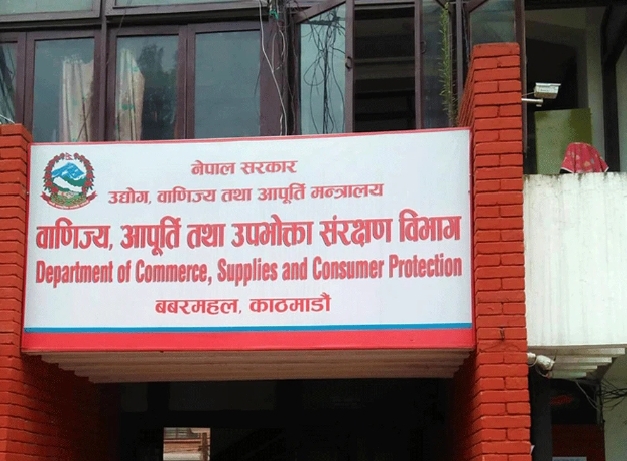 नेपाल सरकार
उद्योग, वाणिज्य तथा आपूर्ति मन्त्रालय
वाणिज्य, आपूर्ति तथा उपभोक्ता संरक्षण विभाग
Department of Commerce, Supplies and Consumer Protection
बबरमहल, काठमाडौं